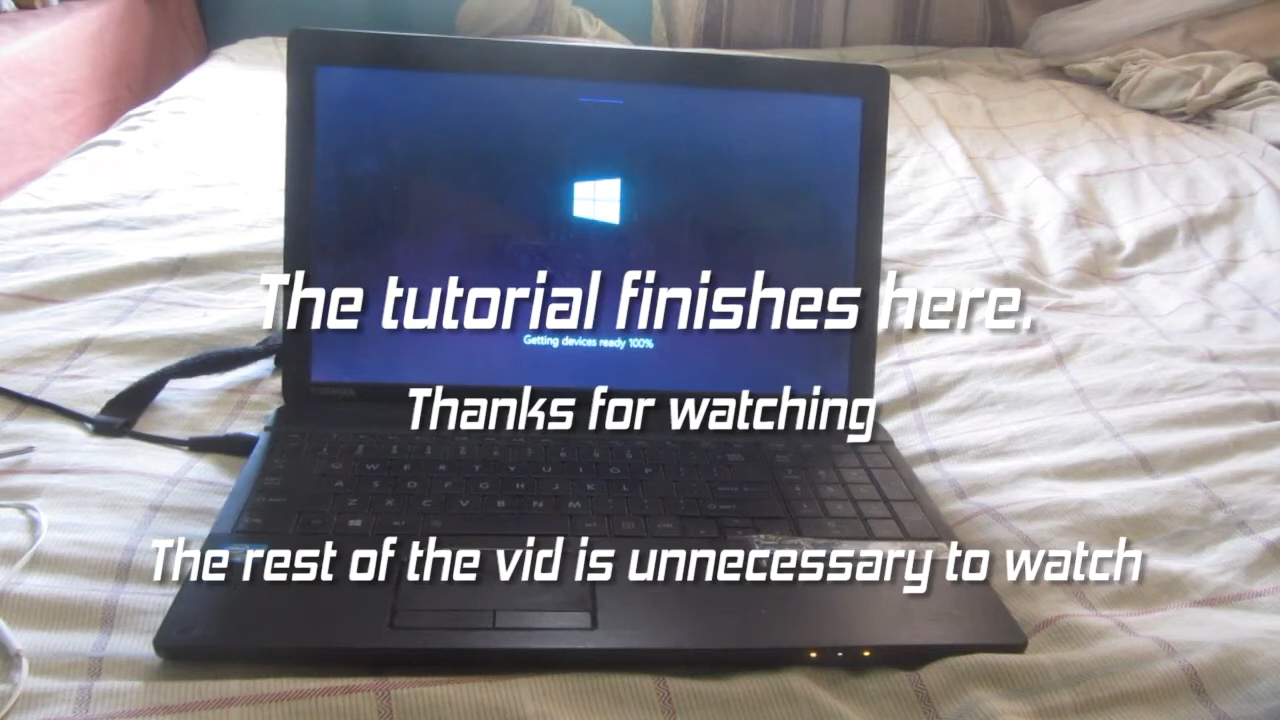 The tutorial finishes here.
Getting devices ready 100%
TOSHIBA
Thanks for watching
Q W E R T Y U I O P
A S D F G H J K L
Z X C V B N M
The rest of the vid is unnecessary to watch